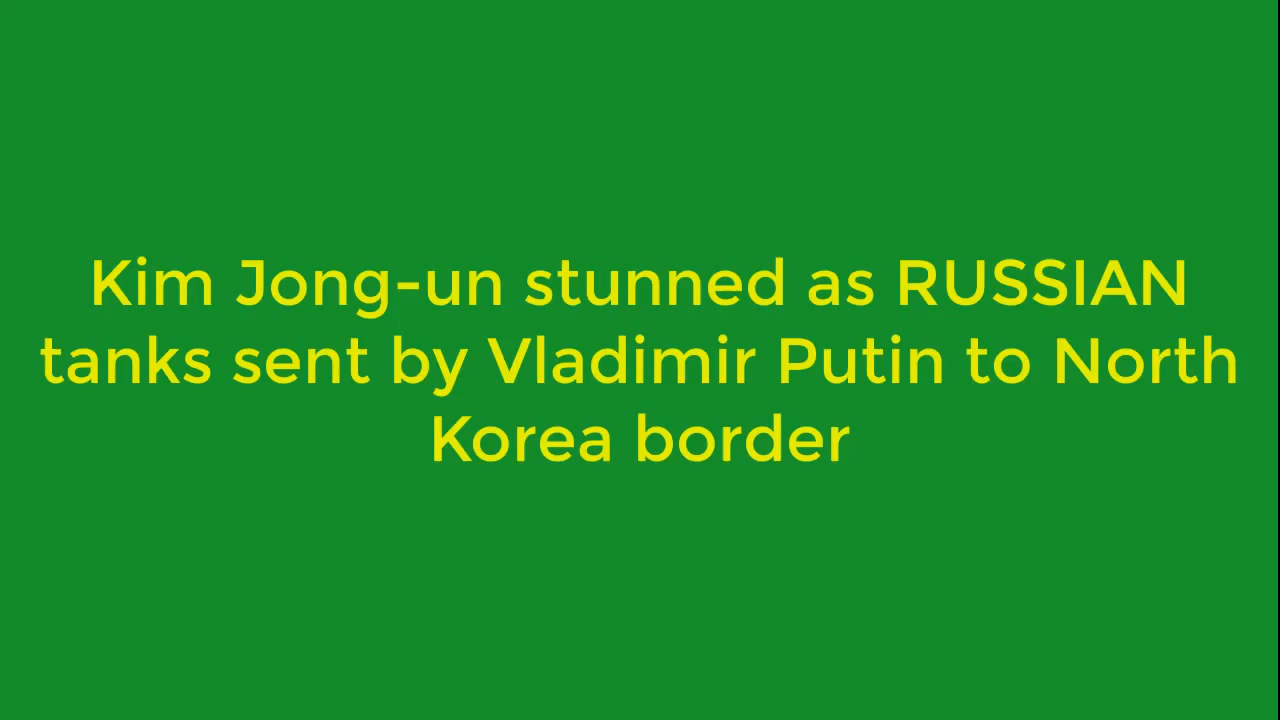 Kim Jong-un stunned as RUSSIAN
tanks sent by Vladimir Putin to North
Korea border